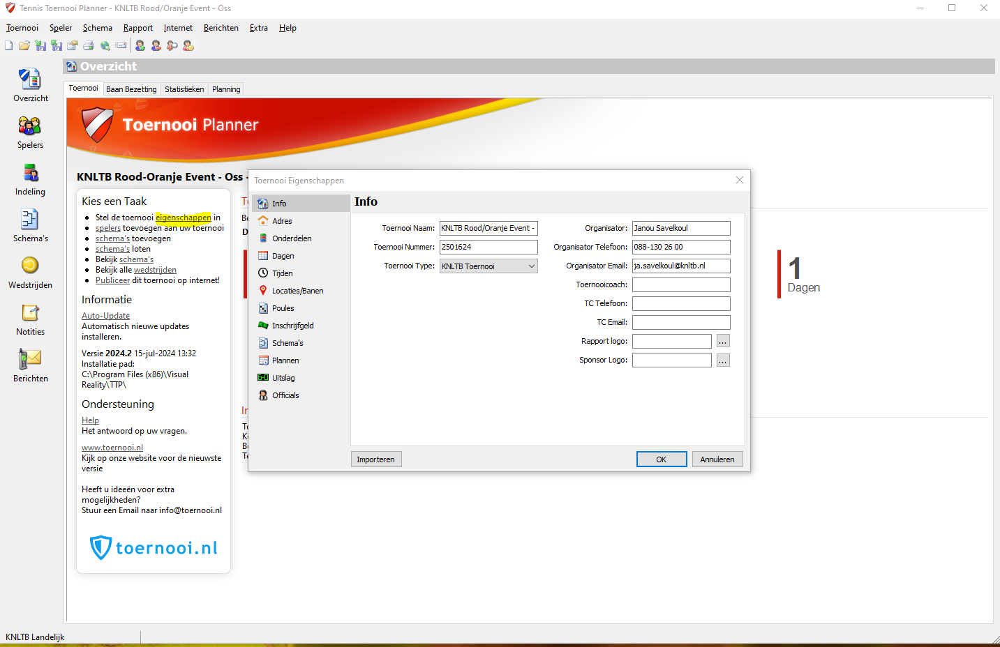 Tennis Toernooi Planner - KNLTB Rood/Oranje Event - Oss
Toernooi Speler Schema Rapport Internet Berichten Extra Help
Overzicht
Overzicht
Spelers
Indeling
Schema's
Wedstrijden
Notities
Berichten
Toernooi Baan Bezetting Statistieken Planning
Toernooi Planner
KNLTB Rood-Oranje Event - Oss -
Kies een Taak
Stel de toernooi eigenschappen in
spelers toevoegen aan uw toernooi
schema's toevoegen
schema's loten
Bekijk schema's
Bekijk alle wedstrijden
Publiceer dit toernooi op internet!
Informatie
Auto-Update
Automatisch nieuwe updates
installeren.
Versie 2024.2 15-jul-2024 13:32
Installatie pad:
C:\Program Files (x86)\Visual
Reality\TTP\
Ondersteuning
Help
Het antwoord op uw vragen.
www.toernooi.nl
Kijk op onze website voor de nieuwste
versie
Heeft u ideeën voor extra
mogelijkheden?
Stuur een Email naar info@toernooi.nl
toernooi.nl
Toernooi Eigenschappen
Info
Adres
Onderdelen
Dagen
Tijden
Locaties/Banen
Poules
Inschrijfgeld
Schema's
Plannen
Uitslag
Officials
Info
Toernooi Naam: KNLTB Rood/Oranje Event -
Toernooi Nummer: 2501624
Toernooi Type: KNLTB Toernooi
Organisator: Janou Savelkoul
Organisator Telefoon: 088-130 26 00
Organisator Email: ja.savelkoul@knltb.nl
Toernooicoach:
TC Telefoon:
TC Email:
Rapport logo: ...
Sponsor Logo: ...
Importeren OK Annuleren
1
Dagen
KNLTB Landelijk